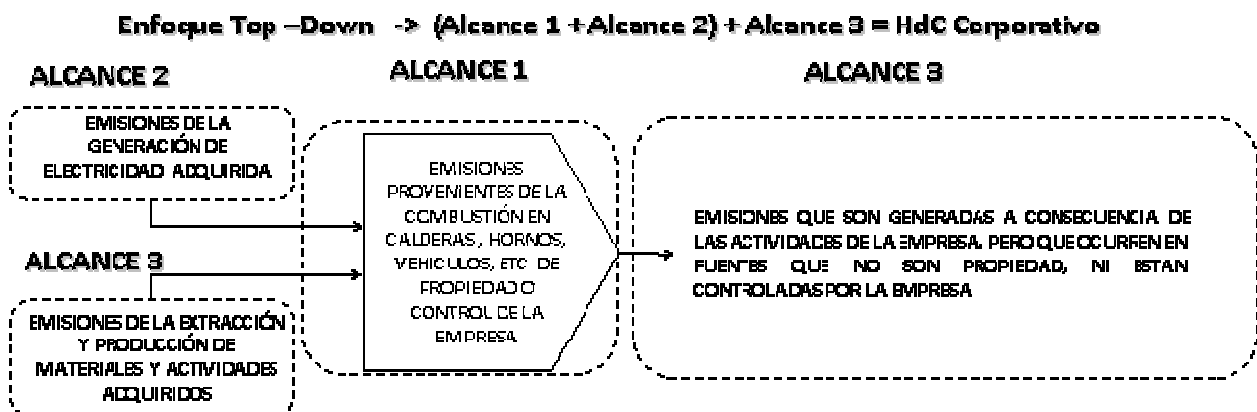 Enfoque Top –Down -> (Alcance 1 + Alcance 2) + Alcance 3 = HdC Corporativo
ALCANCE 2
EMISIONES DE LA
GENERACIÓN DE
ELECTRICIDAD ADQUIRIDA
ALCANCE 3
EMISIONES DE LA EXTRACCIÓN
Y PRODUCCIÓN DE
MATERIALES Y ACTIVIDADES
ADQUIRIDOS
ALCANCE 1
EMISIONES
PROVENIENTES DE LA
COMBUSTIÓN EN
CALDERAS, HORNOS,
VEHICULOS, ETC DE
PROPIEDAD O
CONTROL DE LA
EMPRESA
ALCANCE 3
EMISIONES QUE SON GENERADAS A CONSECUENCIA DE
LAS ACTIVIDADES DE LA EMPRESA, PERO QUE OCURREN EN
FUENTES QUE NO SON PROPIEDAD, NI ESTAN
CONTROLADAS POR LA EMPRESA